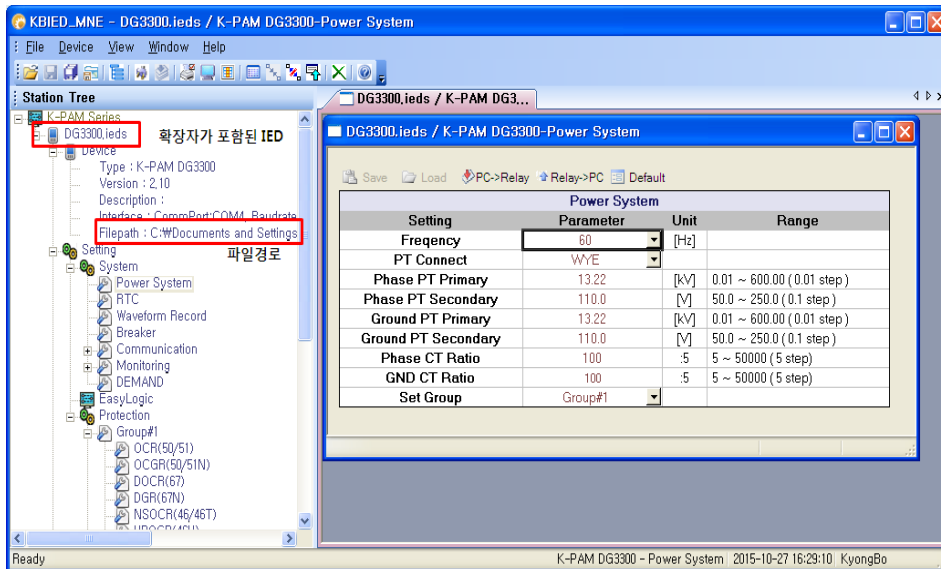 KBIED_MNE - DG3300.ieds / K-PAM DG3300-Power System
File Device View Window Help
Station Tree
K-PAM Series
DG3300.ieds
확장자가 포함된 IED
Device
Type : K-PAM DG3300
Version : 2.10
Description :
Interface : CommPort:COM4, Baudrate
Filepath : C:\Documents and Settings
파일경로
Setting
System
Power System
RTC
Waveform Record
Breaker
Communication
Monitoring
DEMAND
EasyLogic
Protection
Group#1
OCR(50/51)
OCGR(50/51N)
DOCR(67)
DGR(67N)
NSOCR(46/46T)
DG3300.ieds / K-PAM DG3...
DG3300.ieds / K-PAM DG3300-Power System
Save Load PC->Relay Relay->PC Default
Power System
Setting Parameter Unit Range
Freqency 60 [Hz]
PT Connect WYE
Phase PT Primary 13.22 [kV] 0.01 ~ 600.00 ( 0.01 step )
Phase PT Secondary 110.0 [V] 50.0 ~ 250.0 ( 0.1 step )
Ground PT Primary 13.22 [kV] 0.01 ~ 600.00 ( 0.01 step )
Ground PT Secondary 110.0 [V] 50.0 ~ 250.0 ( 0.1 step )
Phase CT Ratio 100 :5 5 ~ 50000 ( 5 step)
GND CT Ratio 100 :5 5 ~ 50000 ( 5 step)
Set Group Group#1
Ready K-PAM DG3300 - Power System 2015-10-27 16:29:10 KyongBo